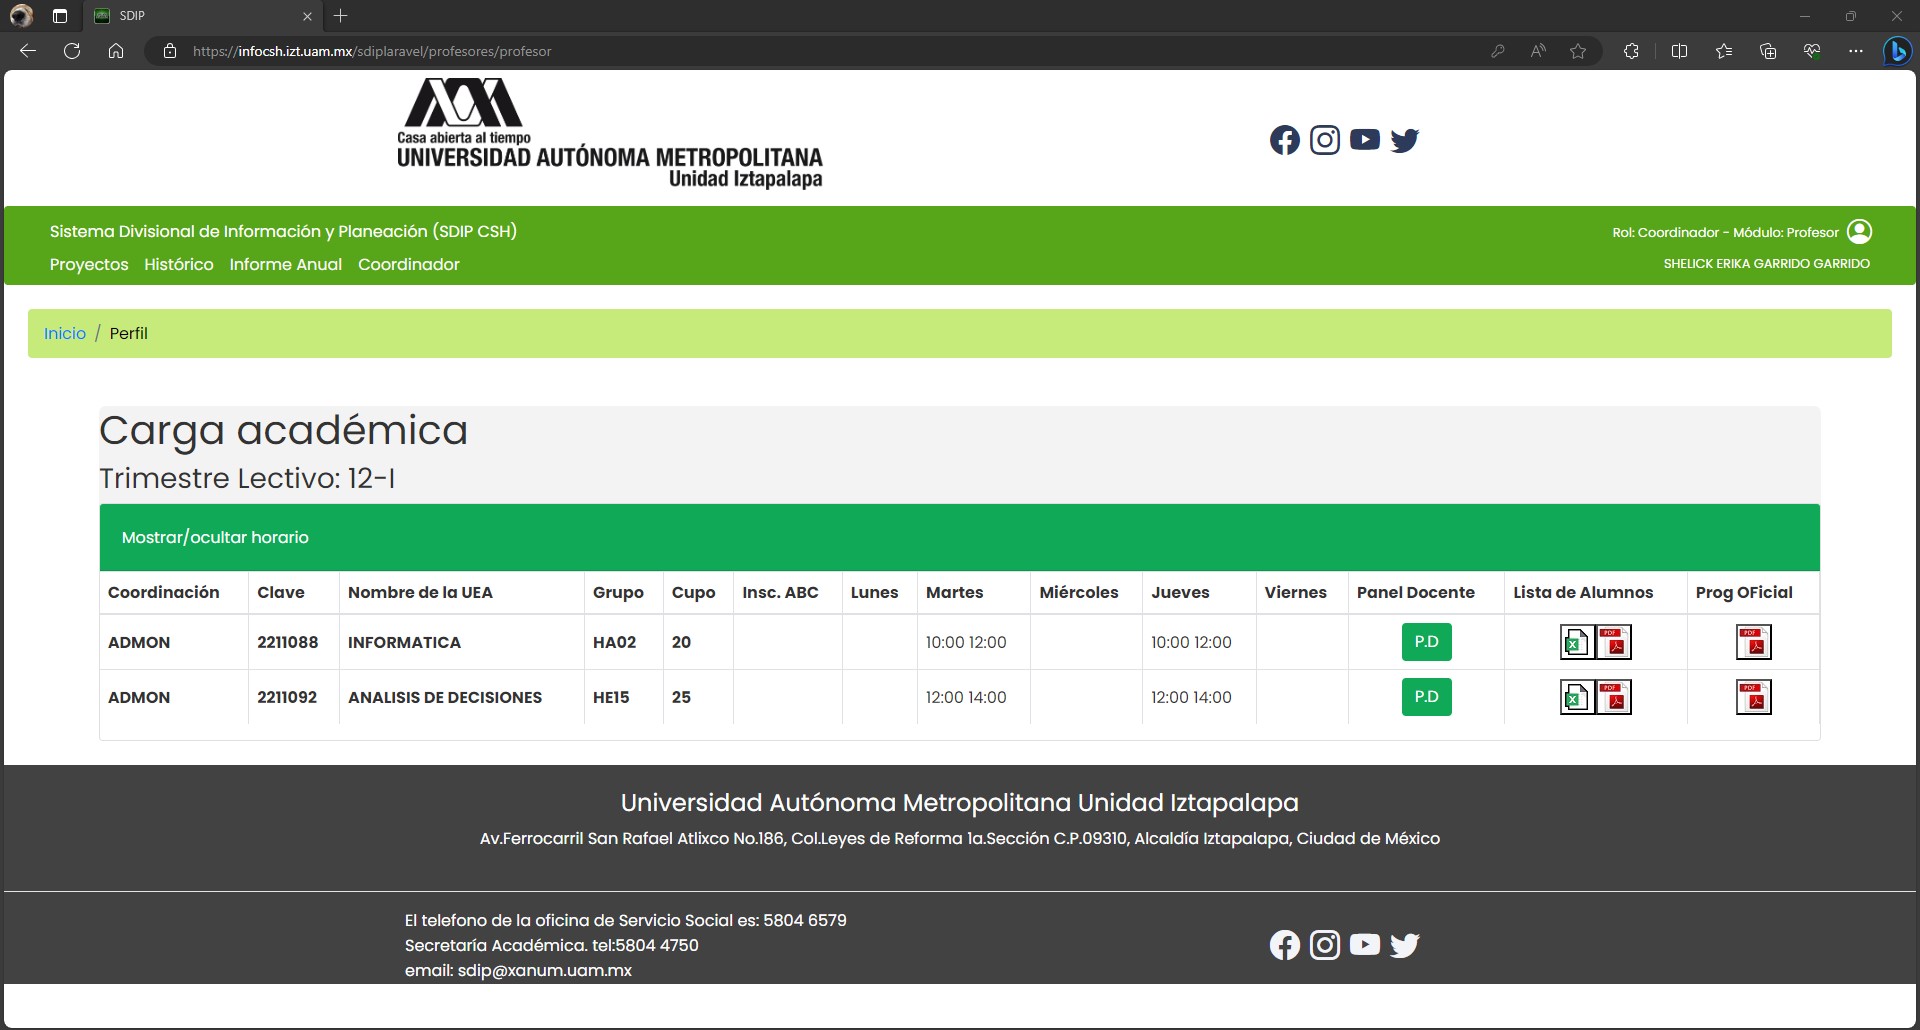 SDIP
https://infocsh.izt.uam.mx/sdiplaravel/profesores/profesor
Casa abierta al tiempo
UNIVERSIDAD AUTÓNOMA METROPOLITANA
Unidad Iztapalapa
Sistema Divisional de Información y Planeación (SDIP CSH)
Rol: Coordinador - Módulo: Profesor
Proyectos Histórico Informe Anual Coordinador
SHELICK ERIKA GARRIDO GARRIDO
Inicio / Perfil
Carga académica
Trimestre Lectivo: 12-I
Mostrar/ocultar horario
Coordinación Clave Nombre de la UEA Grupo Cupo Insc. ABC Lunes Martes Miércoles Jueves Viernes Panel Docente Lista de Alumnos Prog OFicial
ADMON 2211088 INFORMATICA HA02 20 10:00 12:00 10:00 12:00 P.D PDF PDF
ADMON 2211092 ANALISIS DE DECISIONES HE15 25 12:00 14:00 12:00 14:00 P.D PDF PDF
Universidad Autónoma Metropolitana Unidad Iztapalapa
Av.Ferrocarril San Rafael Atlixco No.186, Col.Leyes de Reforma 1a.Sección C.P.09310, Alcaldía Iztapalapa, Ciudad de México
El telefono de la oficina de Servicio Social es: 5804 6579
Secretaría Académica. tel:5804 4750
email: sdip@xanum.uam.mx